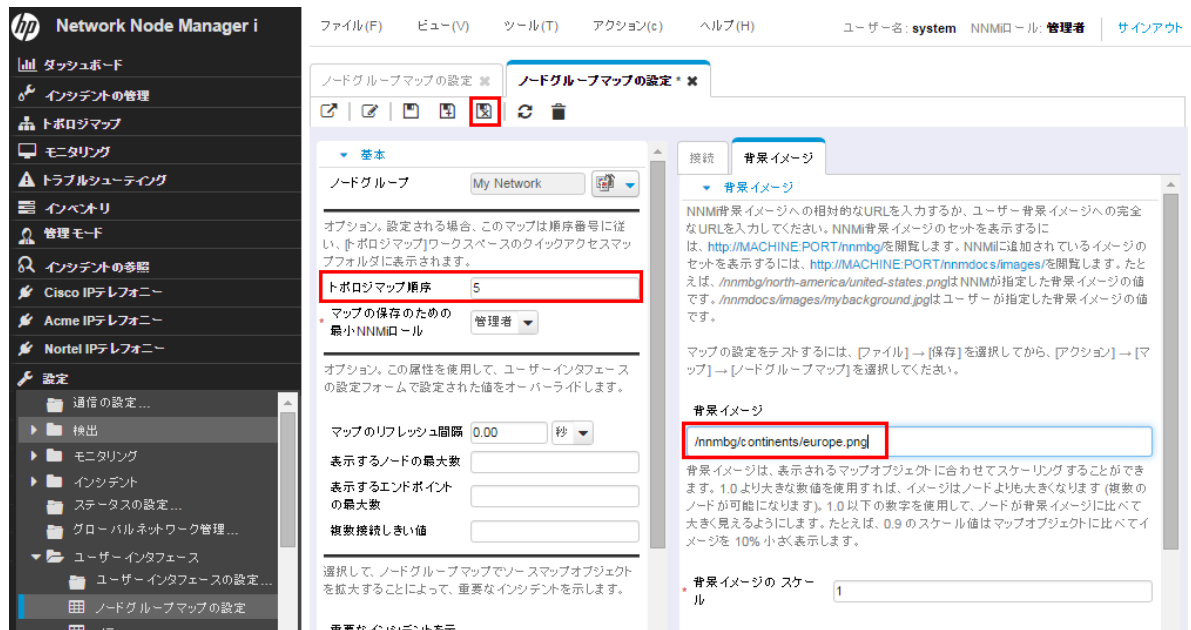 hp Network Node Manager i
ファイル(F) ビュー(V) ツール(T) アクション(c) ヘルプ(H) ユーザー名: system NNMiロール: 管理者 サインアウト
ダッシュボード
インシデントの管理
トポロジマップ
モニタリング
トラブルシューティング
インベントリ
管理モード
インシデントの参照
Cisco IPテレフォニー
Acme IPテレフォニー
Nortel IPテレフォニー
設定
通信の設定...
検出
モニタリング
インシデント
ステータスの設定...
グローバルネットワーク管理...
ユーザーインタフェース
ユーザーインタフェースの設定...
ノードグループマップの設定
ノードグループマップの設定 ノードグループマップの設定 *
基本
ノードグループ My Network
オプション。設定される場合、このマップは順序番号に従
い、[トポロジマップ]ワークスペースのクイックアクセスマッ
プフォルダに表示されます。
トポロジマップ順序 5
マップの保存のための
* 最小NNMiロール 管理者
オプション。この属性を使用して、ユーザーインタフェース
の設定フォームで設定された値をオーバーライドします。
マップのリフレッシュ間隔 0.00 秒
表示するノードの最大数
表示するエンドポイント
の最大数
複数接続しきい値
選択して、ノードグループマップでソースマップオブジェクト
を拡大することによって、重要なインシデントを示します。
重要なインシデントを示
接続 背景イメージ
背景イメージ
NNMi背景イメージへの相対的なURLを入力するか、ユーザー背景イメージへの完全
なURLを入力してください。NNMi背景イメージのセットを表示するに
は、http://MACHINE:PORT/nnmbg/を閲覧します。NNMiに追加されているイメージの
セットを表示するには、http://MACHINE:PORT/nnmdocs/images/を閲覧します。たと
えば、/nnmbg/north-america/united-states.pngはNNMが指定した背景イメージの値
です。/nnmdocs/images/mybackground.jpgはユーザーが指定した背景イメージの値
です。
マップの設定をテストするには、[ファイル]→[保存]を選択してから、[アクション]→[マ
ップ]→[ノードグループマップ]を選択してください。
背景イメージ
/nnmbg/continents/europe.png
背景イメージは、表示されるマップオブジェクトに合わせてスケーリングすることができ
ます。1.0より大きな数値を使用すれば、イメージはノードよりも大きくなります (複数の
ノードが可能になります)。1.0以下の数字を使用して、ノードが背景イメージに比べて
大きく見えるようにします。たとえば、0.9のスケール値はマップオブジェクトに比べてイ
メージを 10% 小さく表示します。
* 背景イメージの スケー
ル 1